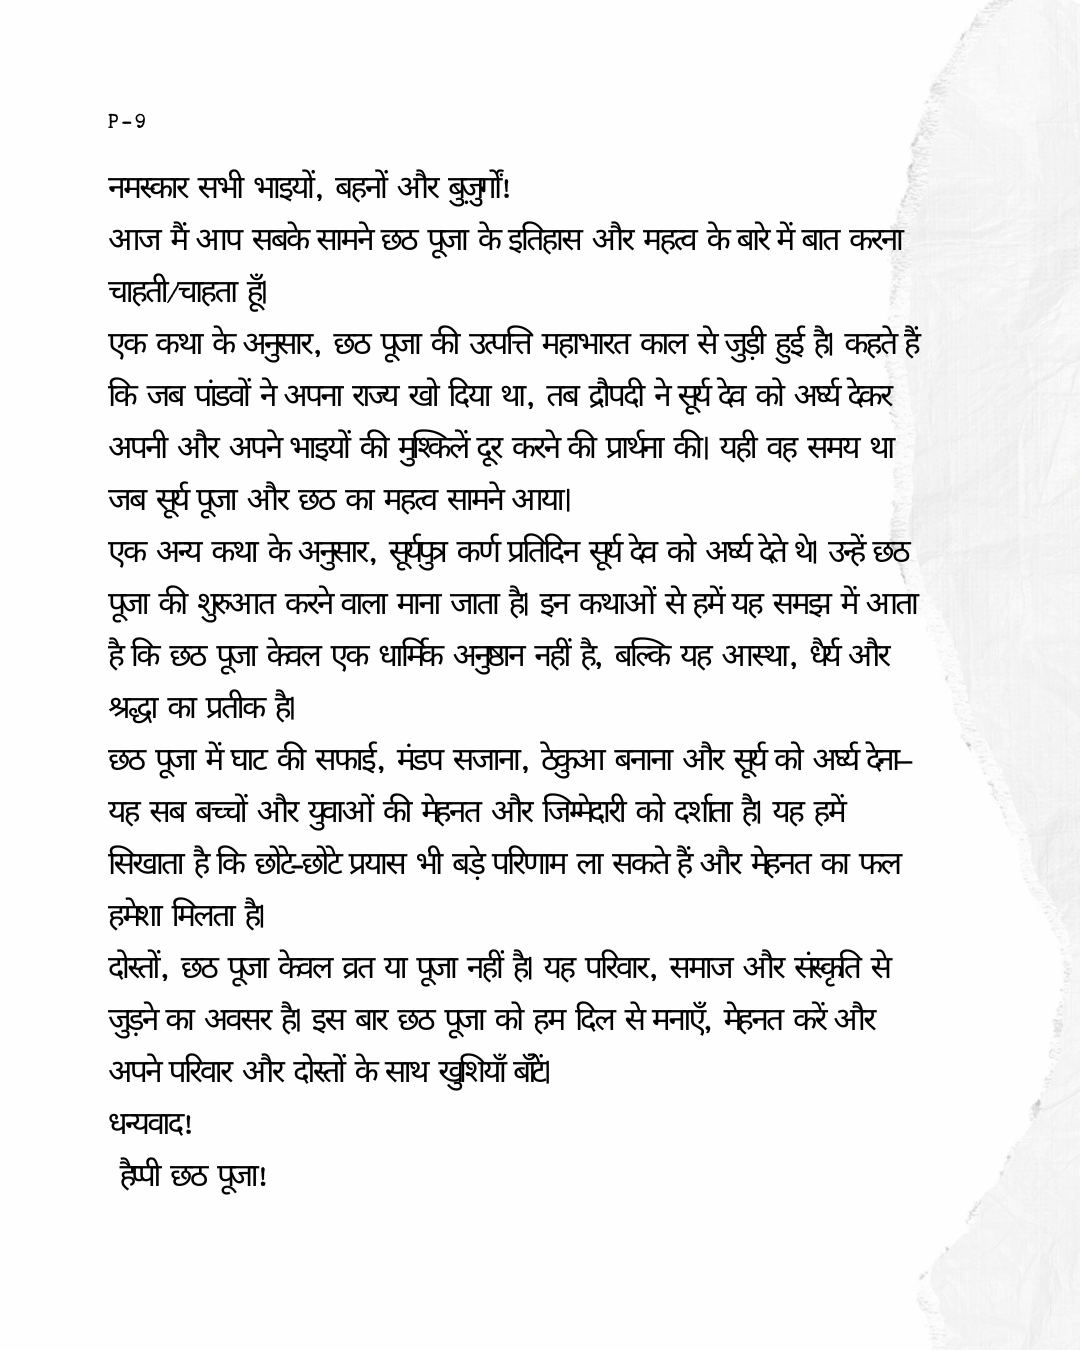 P-9
नमस्कार सभी भाइयों, बहनों और बुज़ुर्गों!
आज मैं आप सबके सामने छठ पूजा के इतिहास और महत्व के बारे में बात करना
चाहती/चाहता हूँ|
एक कथा के अनुसार, छठ पूजा की उत्पत्ति महाभारत काल से जुड़ी हुई है| कहते हैं
कि जब पांडवों ने अपना राज्य खो दिया था, तब द्रौपदी ने सूर्य देव को अर्घ्य देकर
अपनी और अपने भाइयों की मुश्किलें दूर करने की प्रार्थना की| यही वह समय था
जब सूर्य पूजा और छठ का महत्व सामने आया|
एक अन्य कथा के अनुसार, सूर्यपुत्र कर्ण प्रतिदिन सूर्य देव को अर्घ्य देते थे| उन्हें छठ
पूजा की शुरुआत करने वाला माना जाता है| इन कथाओं से हमें यह समझ में आता
है कि छठ पूजा केवल एक धार्मिक अनुष्ठान नहीं है, बल्कि यह आस्था, धैर्य और
श्रद्धा का प्रतीक है|
छठ पूजा में घाट की सफाई, मंडप सजाना, ठेकुआ बनाना और सूर्य को अर्घ्य देना–
यह सब बच्चों और युवाओं की मेहनत और जिम्मेदारी को दर्शाता है| यह हमें
सिखाता है कि छोटे-छोटे प्रयास भी बड़े परिणाम ला सकते हैं और मेहनत का फल
हमेशा मिलता है|
दोस्तों, छठ पूजा केवल व्रत या पूजा नहीं है| यह परिवार, समाज और संस्कृति से
जुड़ने का अवसर है| इस बार छठ पूजा को हम दिल से मनाएँ, मेहनत करें और
अपने परिवार और दोस्तों के साथ खुशियाँ बाँटें|
धन्यवाद!
हैप्पी छठ पूजा!